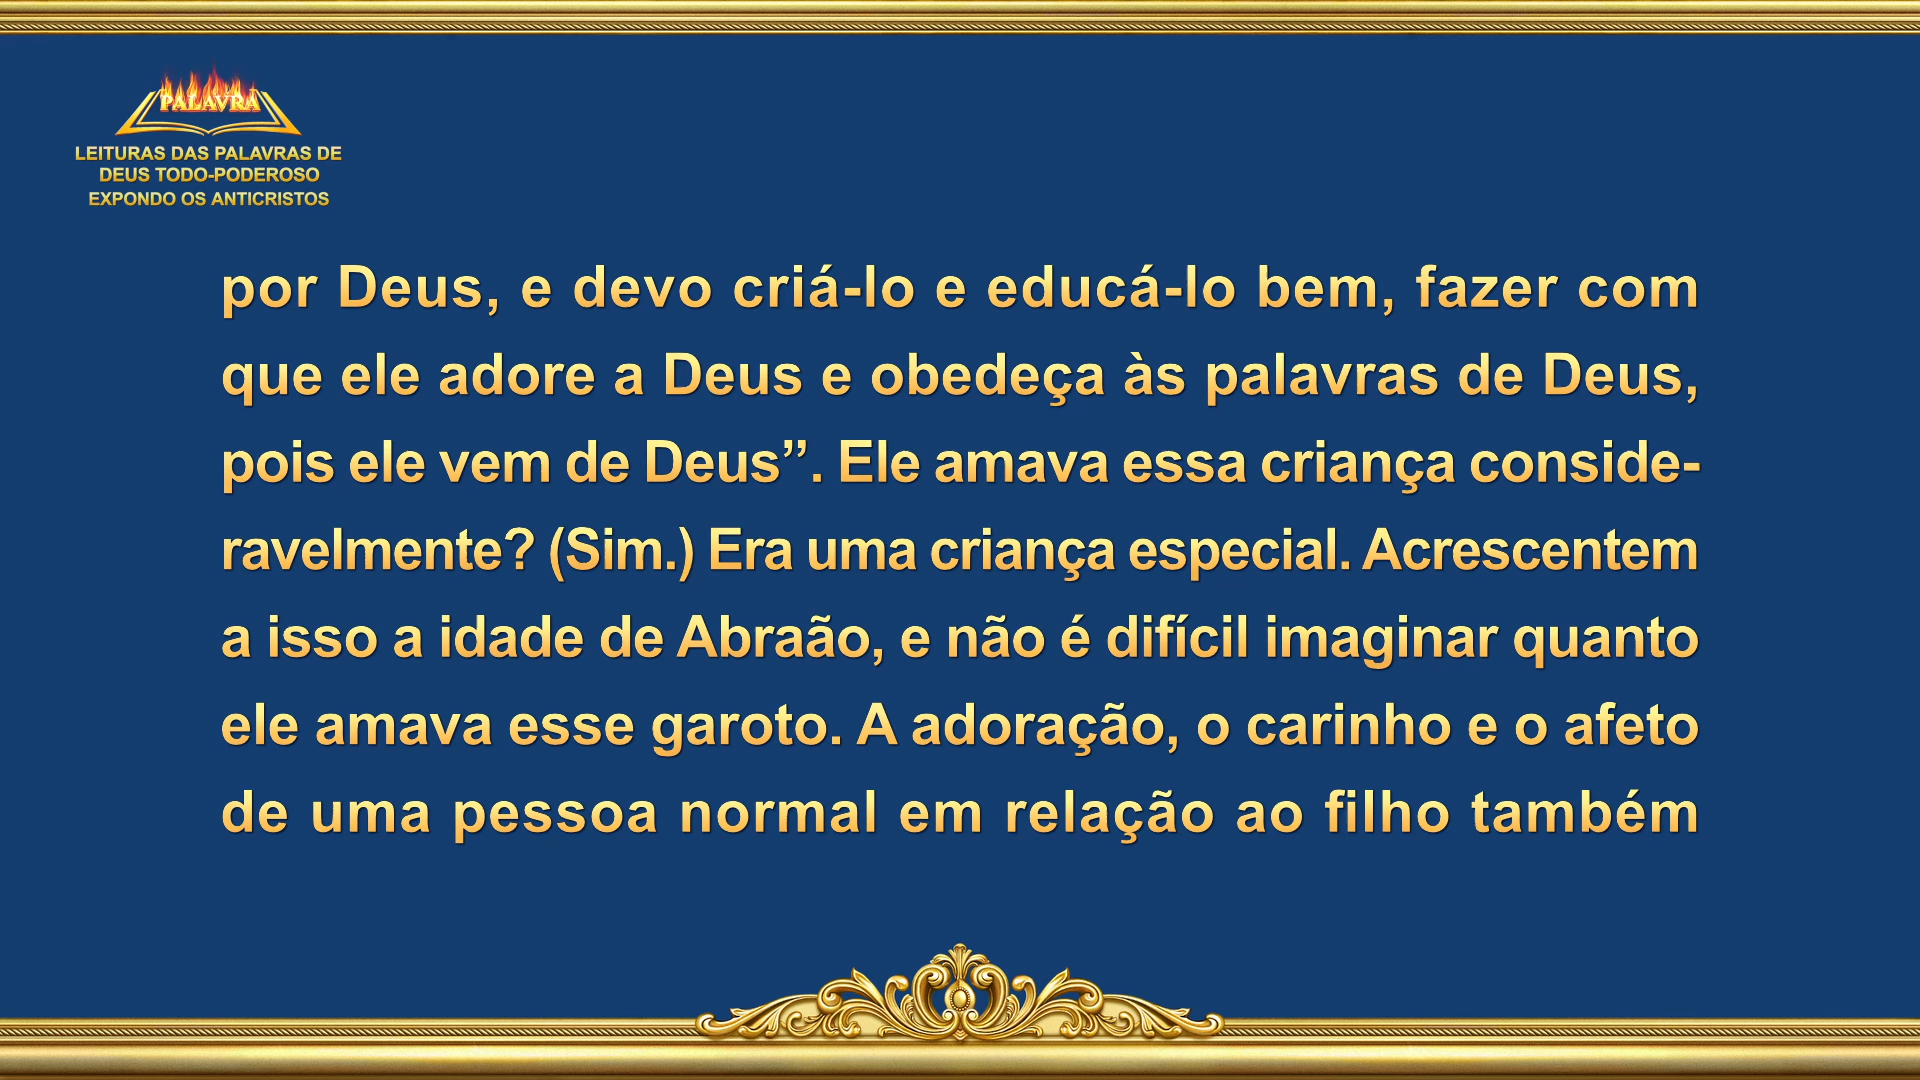 PALAVRA
LEITURAS DAS PALAVRAS DE
DEUS TODO-PODEROSO
EXPONDO OS ANTICRISTOS
por Deus, e devo criá-lo e educá-lo bem, fazer com
que ele adore a Deus e obedeça às palavras de Deus,
pois ele vem de Deus”. Ele amava essa criança conside-
ravelmente? (Sim.) Era uma criança especial. Acrescentem
a isso a idade de Abraão, e não é difícil imaginar quanto
ele amava esse garoto. A adoração, o carinho e o afeto
de uma pessoa normal em relação ao filho também